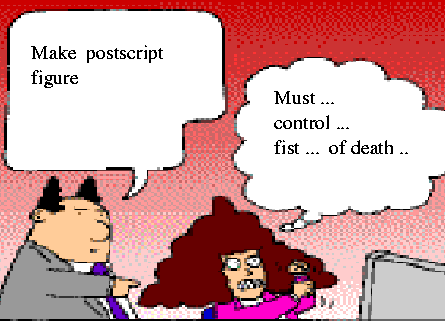 Make postscript
figure
Must ...
control ...
fist ... of death ..